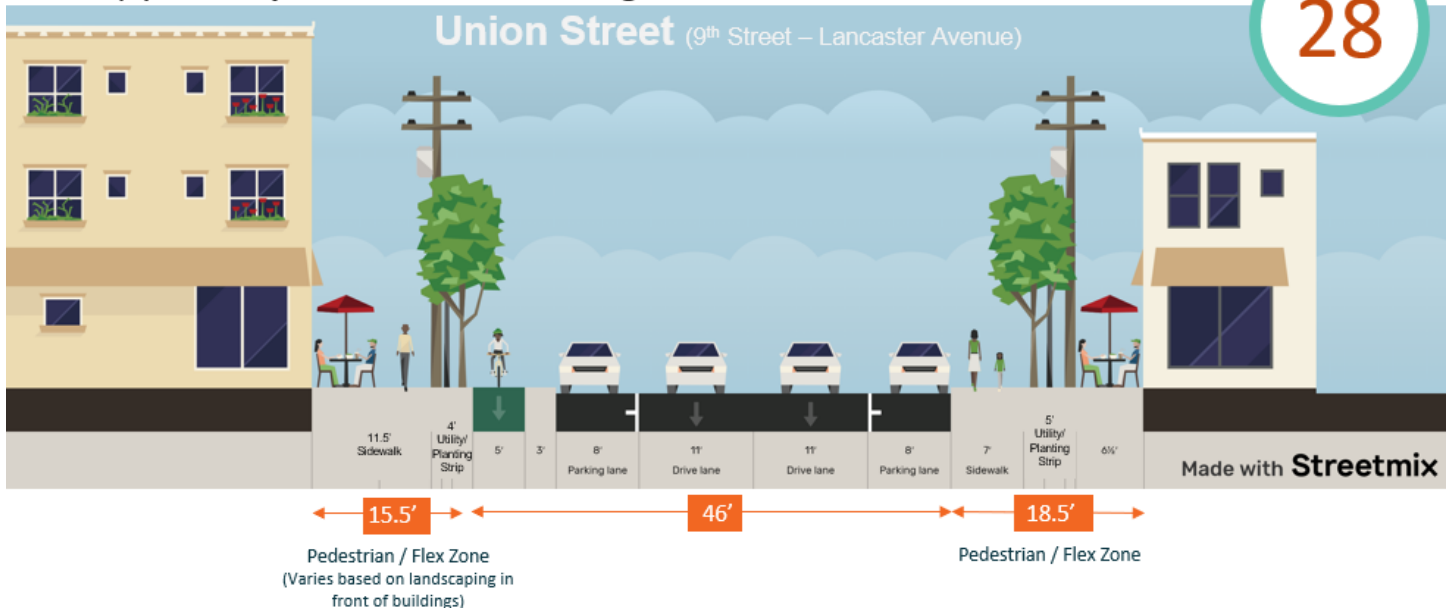 Union Street (9th Street – Lancaster Avenue)
28
11.5'
Sidewalk
4'
Utility/
Planting
Strip
5'
3'
8'
Parking lane
11'
Drive lane
11'
Drive lane
8'
Parking lane
7'
Sidewalk
5'
Utility/
Planting
Strip
6½'
Made with Streetmix
15.5′
46′
18.5′
Pedestrian / Flex Zone
(Varies based on landscaping in
front of buildings)
Pedestrian / Flex Zone